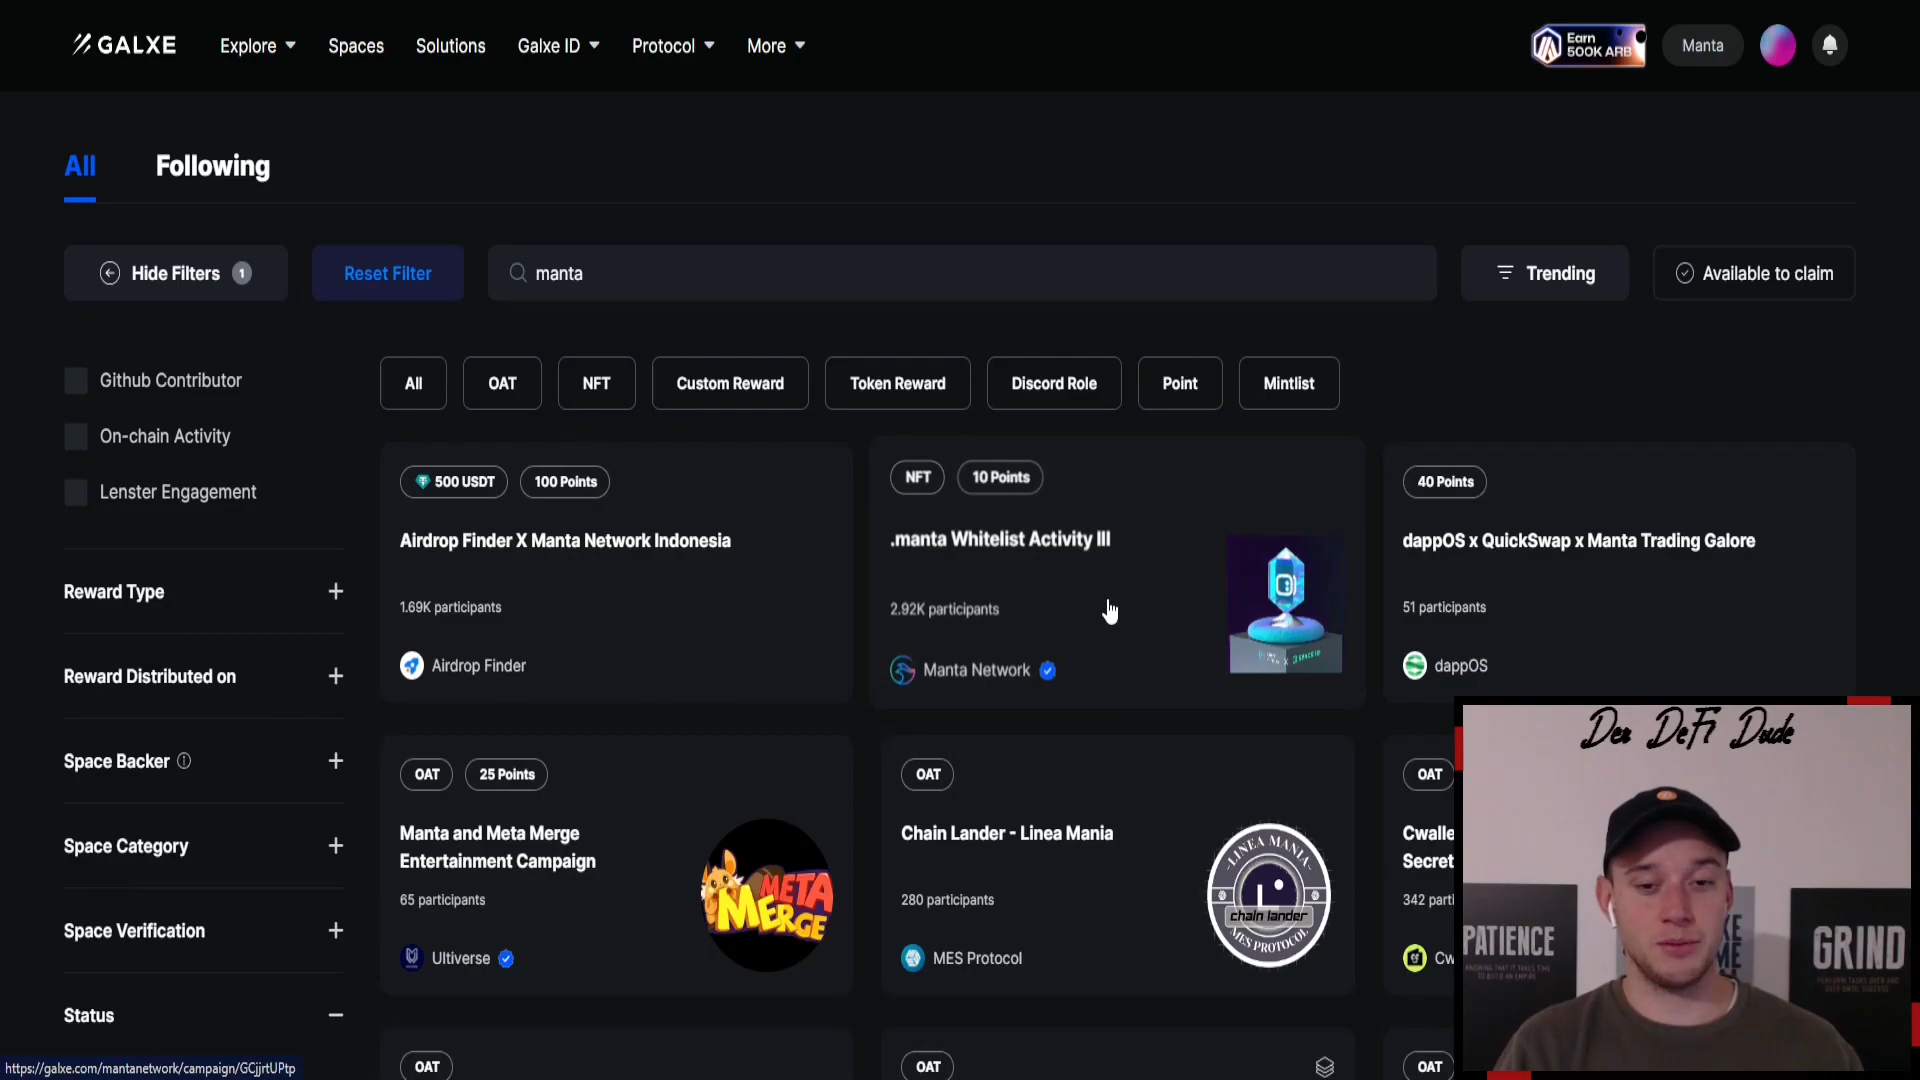 GALXE
Explore
Spaces
Solutions
Galxe ID
Protocol
More
Earn
500K ARB
Manta
All
Following
Hide Filters 1
Reset Filter
manta
Trending
Available to claim
Github Contributor
On-chain Activity
Lenster Engagement
Reward Type
Reward Distributed on
Space Backer
Space Category
Space Verification
Status
All
OAT
NFT
Custom Reward
Token Reward
Discord Role
Point
Mintlist
500 USDT
100 Points
Airdrop Finder X Manta Network Indonesia
1.69K participants
Airdrop Finder
NFT
10 Points
.manta Whitelist Activity III
2.92K participants
Manta Network
40 Points
dappOS x QuickSwap x Manta Trading Galore
51 participants
dappOS
OAT
25 Points
Manta and Meta Merge
Entertainment Campaign
65 participants
Ultiverse
META
MERGE
OAT
Chain Lander - Linea Mania
280 participants
MES Protocol
LINEA MANIA
chain lander
MES PROTOCOL
OAT
Cwalle
Secret
342 parti
Cw
OAT
OAT
OAT
Dex DeFi Dude
PATIENCE
GRIND
https://galxe.com/mantanetwork/campaign/GCjjrtUPtp